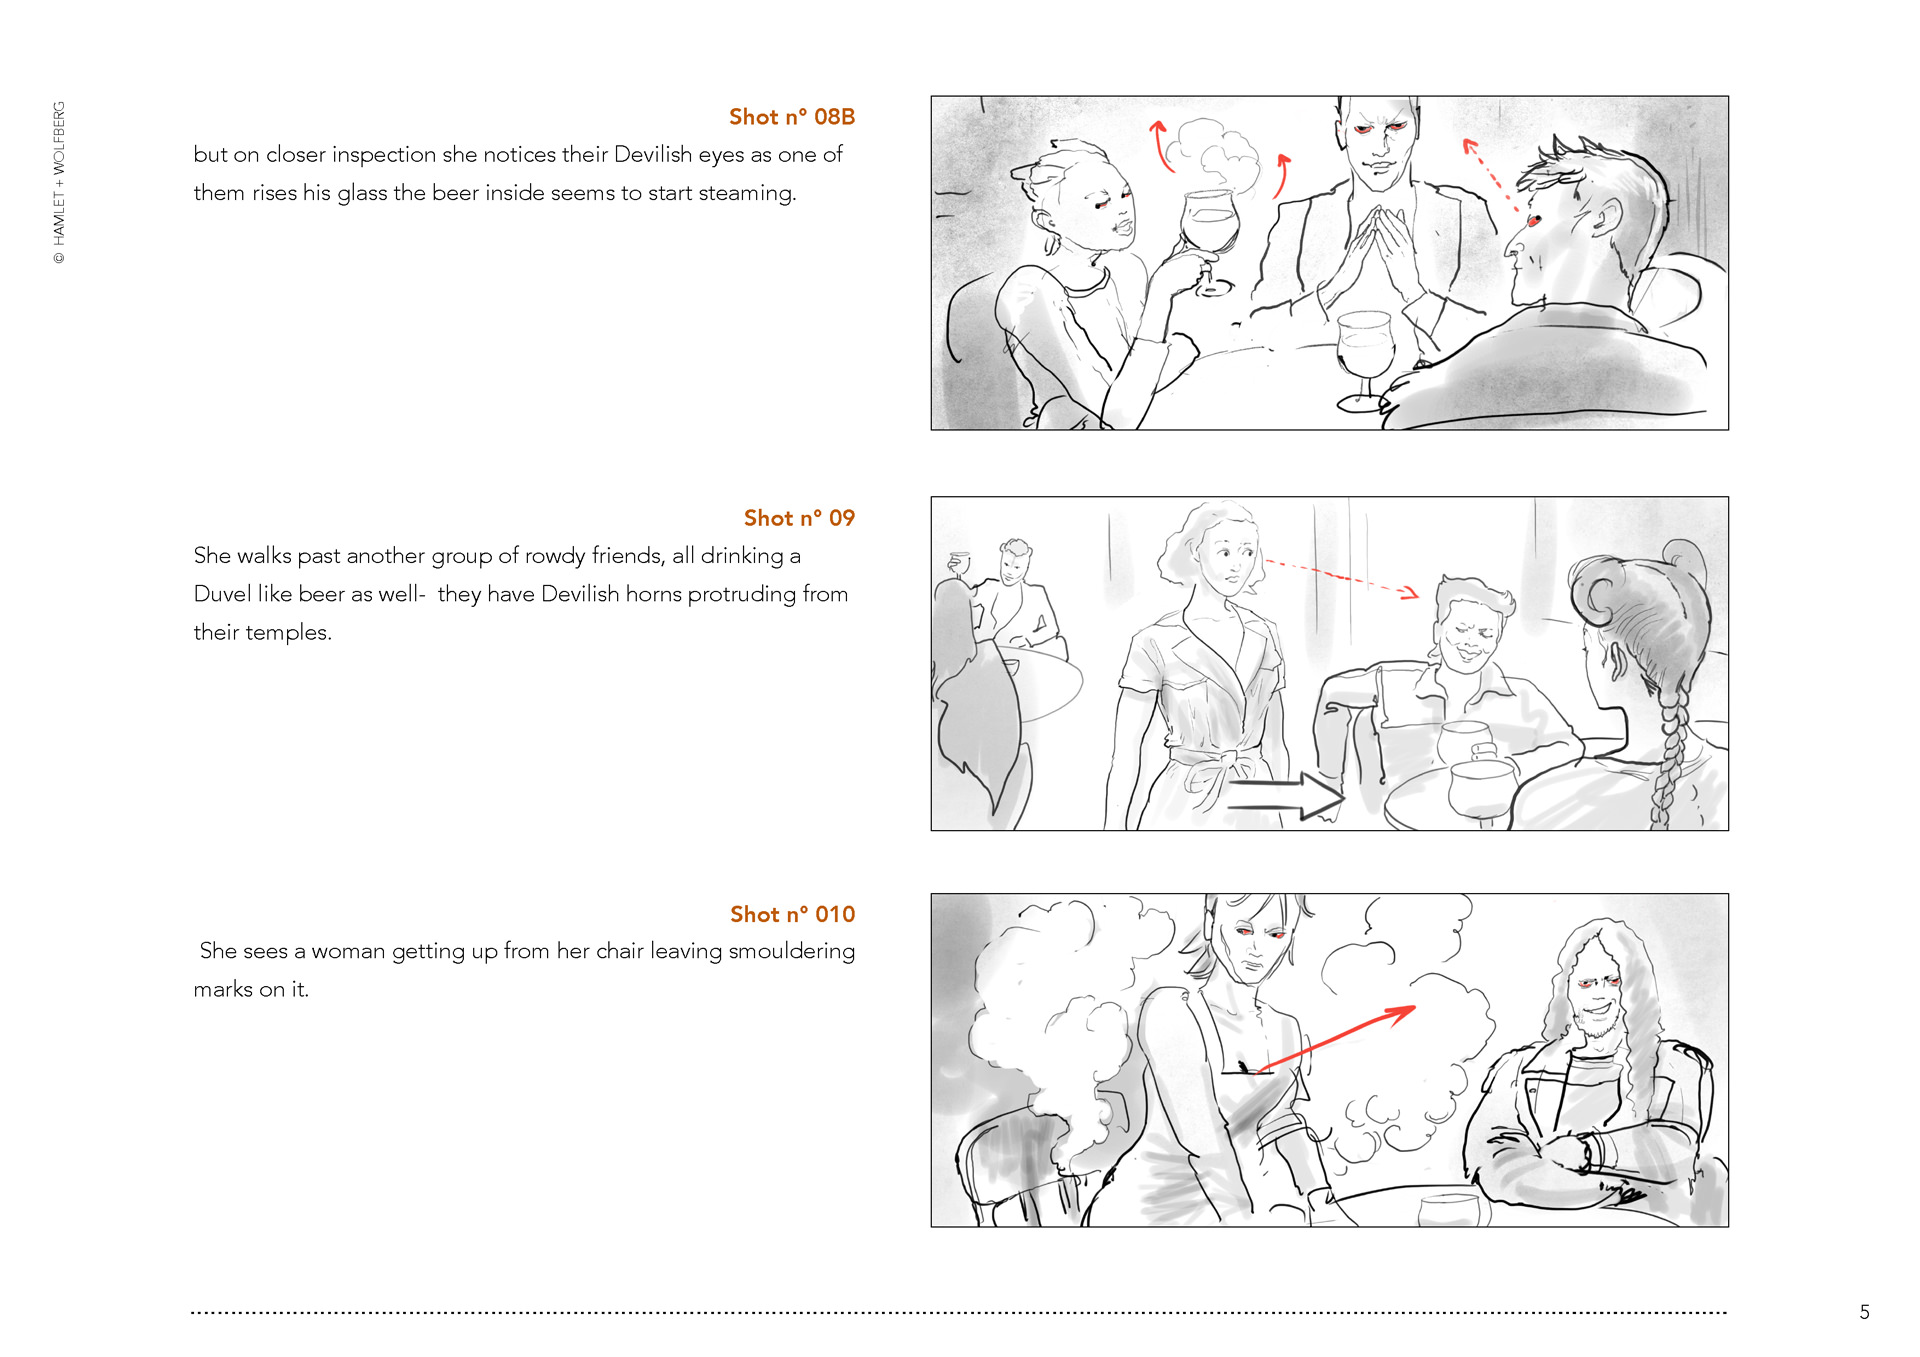 © HAMLET + WOLFBERG
Shot n° 08B
but on closer inspection she notices their Devilish eyes as one of
them rises his glass the beer inside seems to start steaming.
Shot n° 09
She walks past another group of rowdy friends, all drinking a
Duvel like beer as well-  they have Devilish horns protruding from
their temples.
Shot n° 010
She sees a woman getting up from her chair leaving smouldering
marks on it.
5